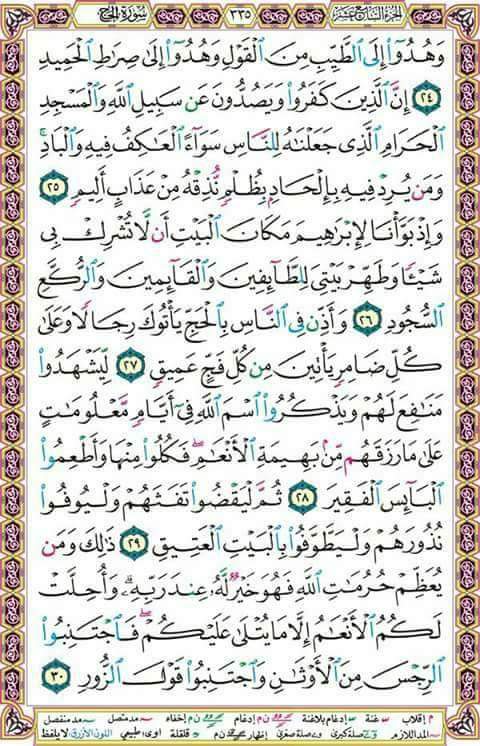 الجزء السابع عشر ٣٣٥ سورة الحج
وَهُدُوٓا۟ إِلَى ٱلطَّيِّبِ مِنَ ٱلْقَوْلِ وَهُدُوٓا۟ إِلَىٰ صِرَٰطِ ٱلْحَمِيدِ
٢٤ إِنَّ ٱلَّذِينَ كَفَرُوا۟ وَيَصُدُّونَ عَن سَبِيلِ ٱللَّهِ وَٱلْمَسْجِدِ
ٱلْحَرَامِ ٱلَّذِى جَعَلْنَٰهُ لِلنَّاسِ سَوَآءً ٱلْعَٰكِفُ فِيهِ وَٱلْبَادِ ۚ
وَمَن يُرِدْ فِيهِ بِإِلْحَادٍۭ بِظُلْمٍ نُّذِقْهُ مِنْ عَذَابٍ أَلِيمٍ ٢٥
وَإِذْ بَوَّأْنَا لِإِبْرَٰهِيمَ مَكَانَ ٱلْبَيْتِ أَن لَّا تُشْرِكْ بِى
شَيْـًٔا وَطَهِّرْ بَيْتِىَ لِلطَّآئِفِينَ وَٱلْقَآئِمِينَ وَٱلرُّكَّعِ
ٱلسُّجُودِ ٢٦ وَأَذِّن فِى ٱلنَّاسِ بِٱلْحَجِّ يَأْتُوكَ رِجَالًا وَعَلَىٰ
كُلِّ ضَامِرٍ يَأْتِينَ مِن كُلِّ فَجٍّ عَمِيقٍ ٢٧ لِّيَشْهَدُوا۟
مَنَٰفِعَ لَهُمْ وَيَذْكُرُوا۟ ٱسْمَ ٱللَّهِ فِىٓ أَيَّامٍ مَّعْلُومَٰتٍ
عَلَىٰ مَا رَزَقَهُم مِّنۢ بَهِيمَةِ ٱلْأَنْعَٰمِ ۖ فَكُلُوا۟ مِنْهَا وَأَطْعِمُوا۟
ٱلْبَآئِسَ ٱلْفَقِيرَ ٢٨ ثُمَّ لْيَقْضُوا۟ تَفَثَهُمْ وَلْيُوفُوا۟
نُذُورَهُمْ وَلْيَطَّوَّفُوا۟ بِٱلْبَيْتِ ٱلْعَتِيقِ ٢٩ ذَٰلِكَ وَمَن
يُعَظِّمْ حُرُمَٰتِ ٱللَّهِ فَهُوَ خَيْرٌ لَّهُۥ عِندَ رَبِّهِۦ ۗ وَأُحِلَّتْ
لَكُمُ ٱلْأَنْعَٰمُ إِلَّا مَا يُتْلَىٰ عَلَيْكُمْ ۖ فَٱجْتَنِبُوا۟
ٱلرِّجْسَ مِنَ ٱلْأَوْثَٰنِ وَٱجْتَنِبُوا۟ قَوْلَ ٱلزُّورِ ٣٠
م إقلاب غنة إدغام بلاغنة ن م إدغام ن م إخفاء مد متصل مد منفصل
المد اللازم صلة كبرى صلة صغرى إظهار ن م قلقلة اوى: طبيعي اللون الأزرق لا يلفظ